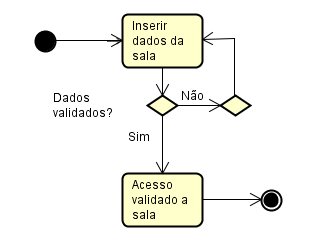 Inserir
dados da
sala
Dados
validados?
Não
Sim
Acesso
validado a
sala